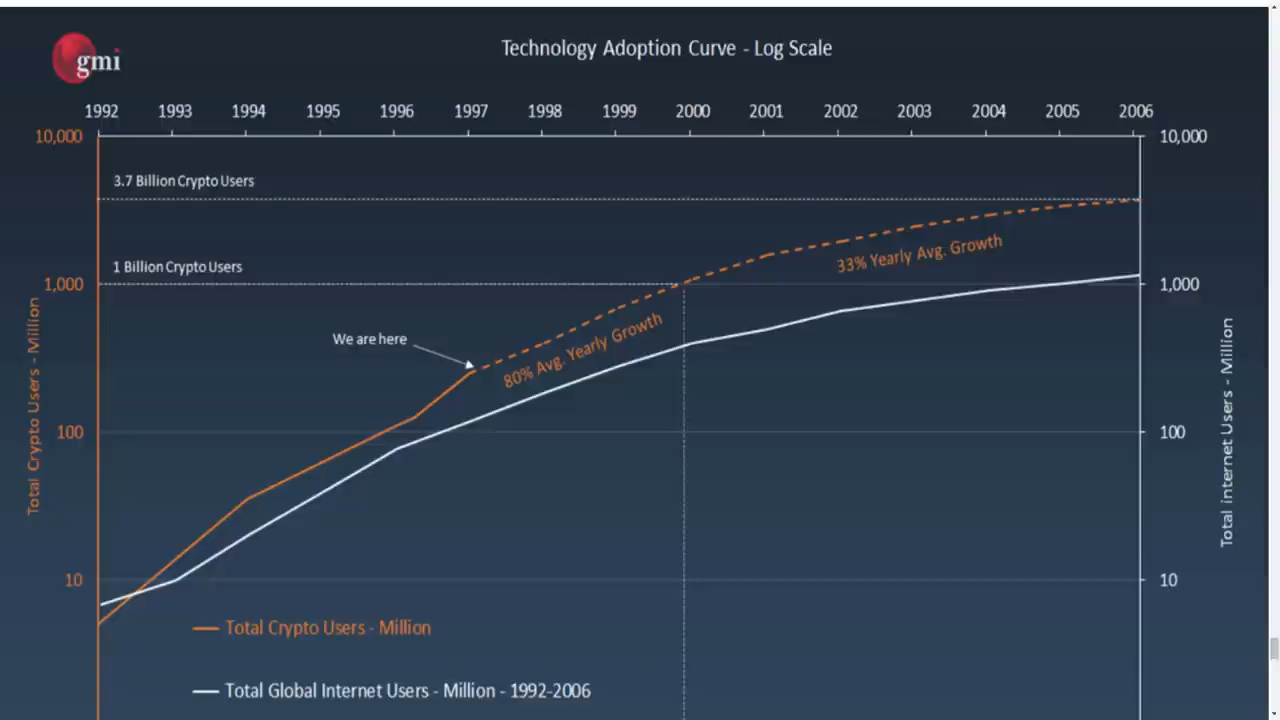 gmi
Technology Adoption Curve - Log Scale
1992 1993 1994 1995 1996 1997 1998 1999 2000 2001 2002 2003 2004 2005 2006
10,000 10,000
3.7 Billion Crypto Users
1 Billion Crypto Users
33% Yearly Avg. Growth
1,000 1,000
We are here
80% Avg. Yearly Growth
Total Crypto Users - Million
Total internet Users - Million
100 100
10 10
Total Crypto Users - Million
Total Global Internet Users - Million - 1992-2006